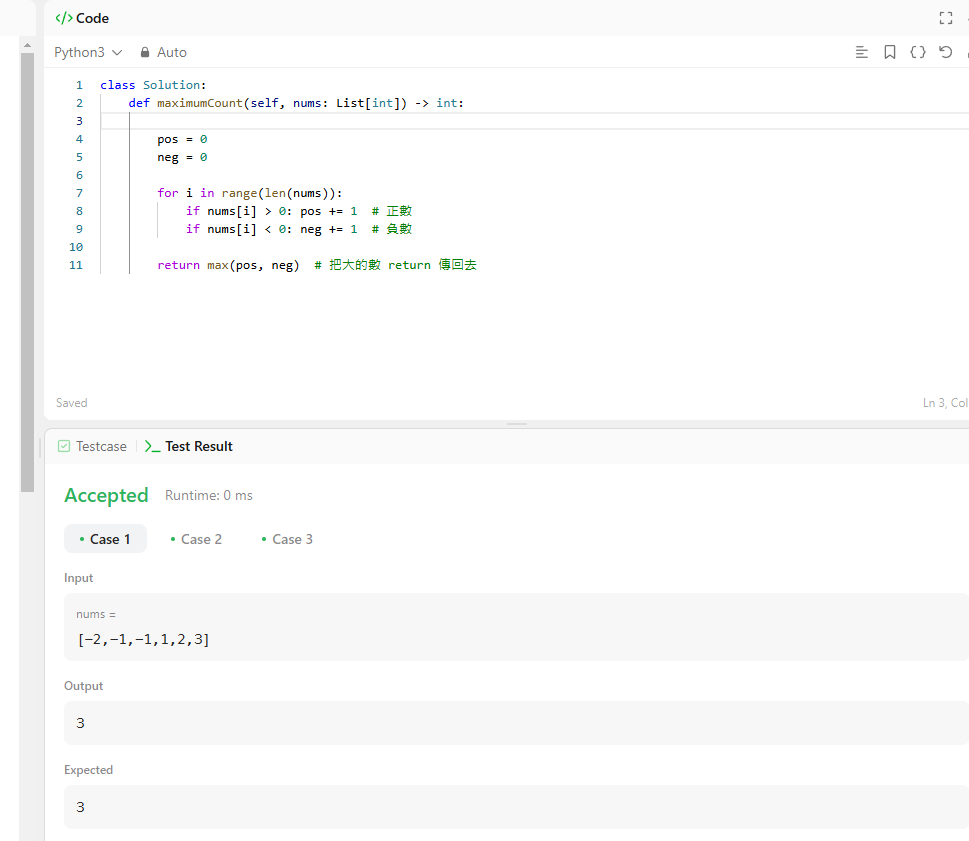 </> Code
Python3 Auto
1 class Solution:
2     def maximumCount(self, nums: List[int]) -> int:
3
4         pos = 0
5         neg = 0
6
7         for i in range(len(nums)):
8             if nums[i] > 0: pos += 1  # 正數
9             if nums[i] < 0: neg += 1  # 負數
10
11         return max(pos, neg)  # 把大的數 return 傳回去
Saved Ln 3, Col
Testcase >_ Test Result
Accepted Runtime: 0 ms
• Case 1 • Case 2 • Case 3
Input
nums =
[-2,-1,-1,1,2,3]
Output
3
Expected
3